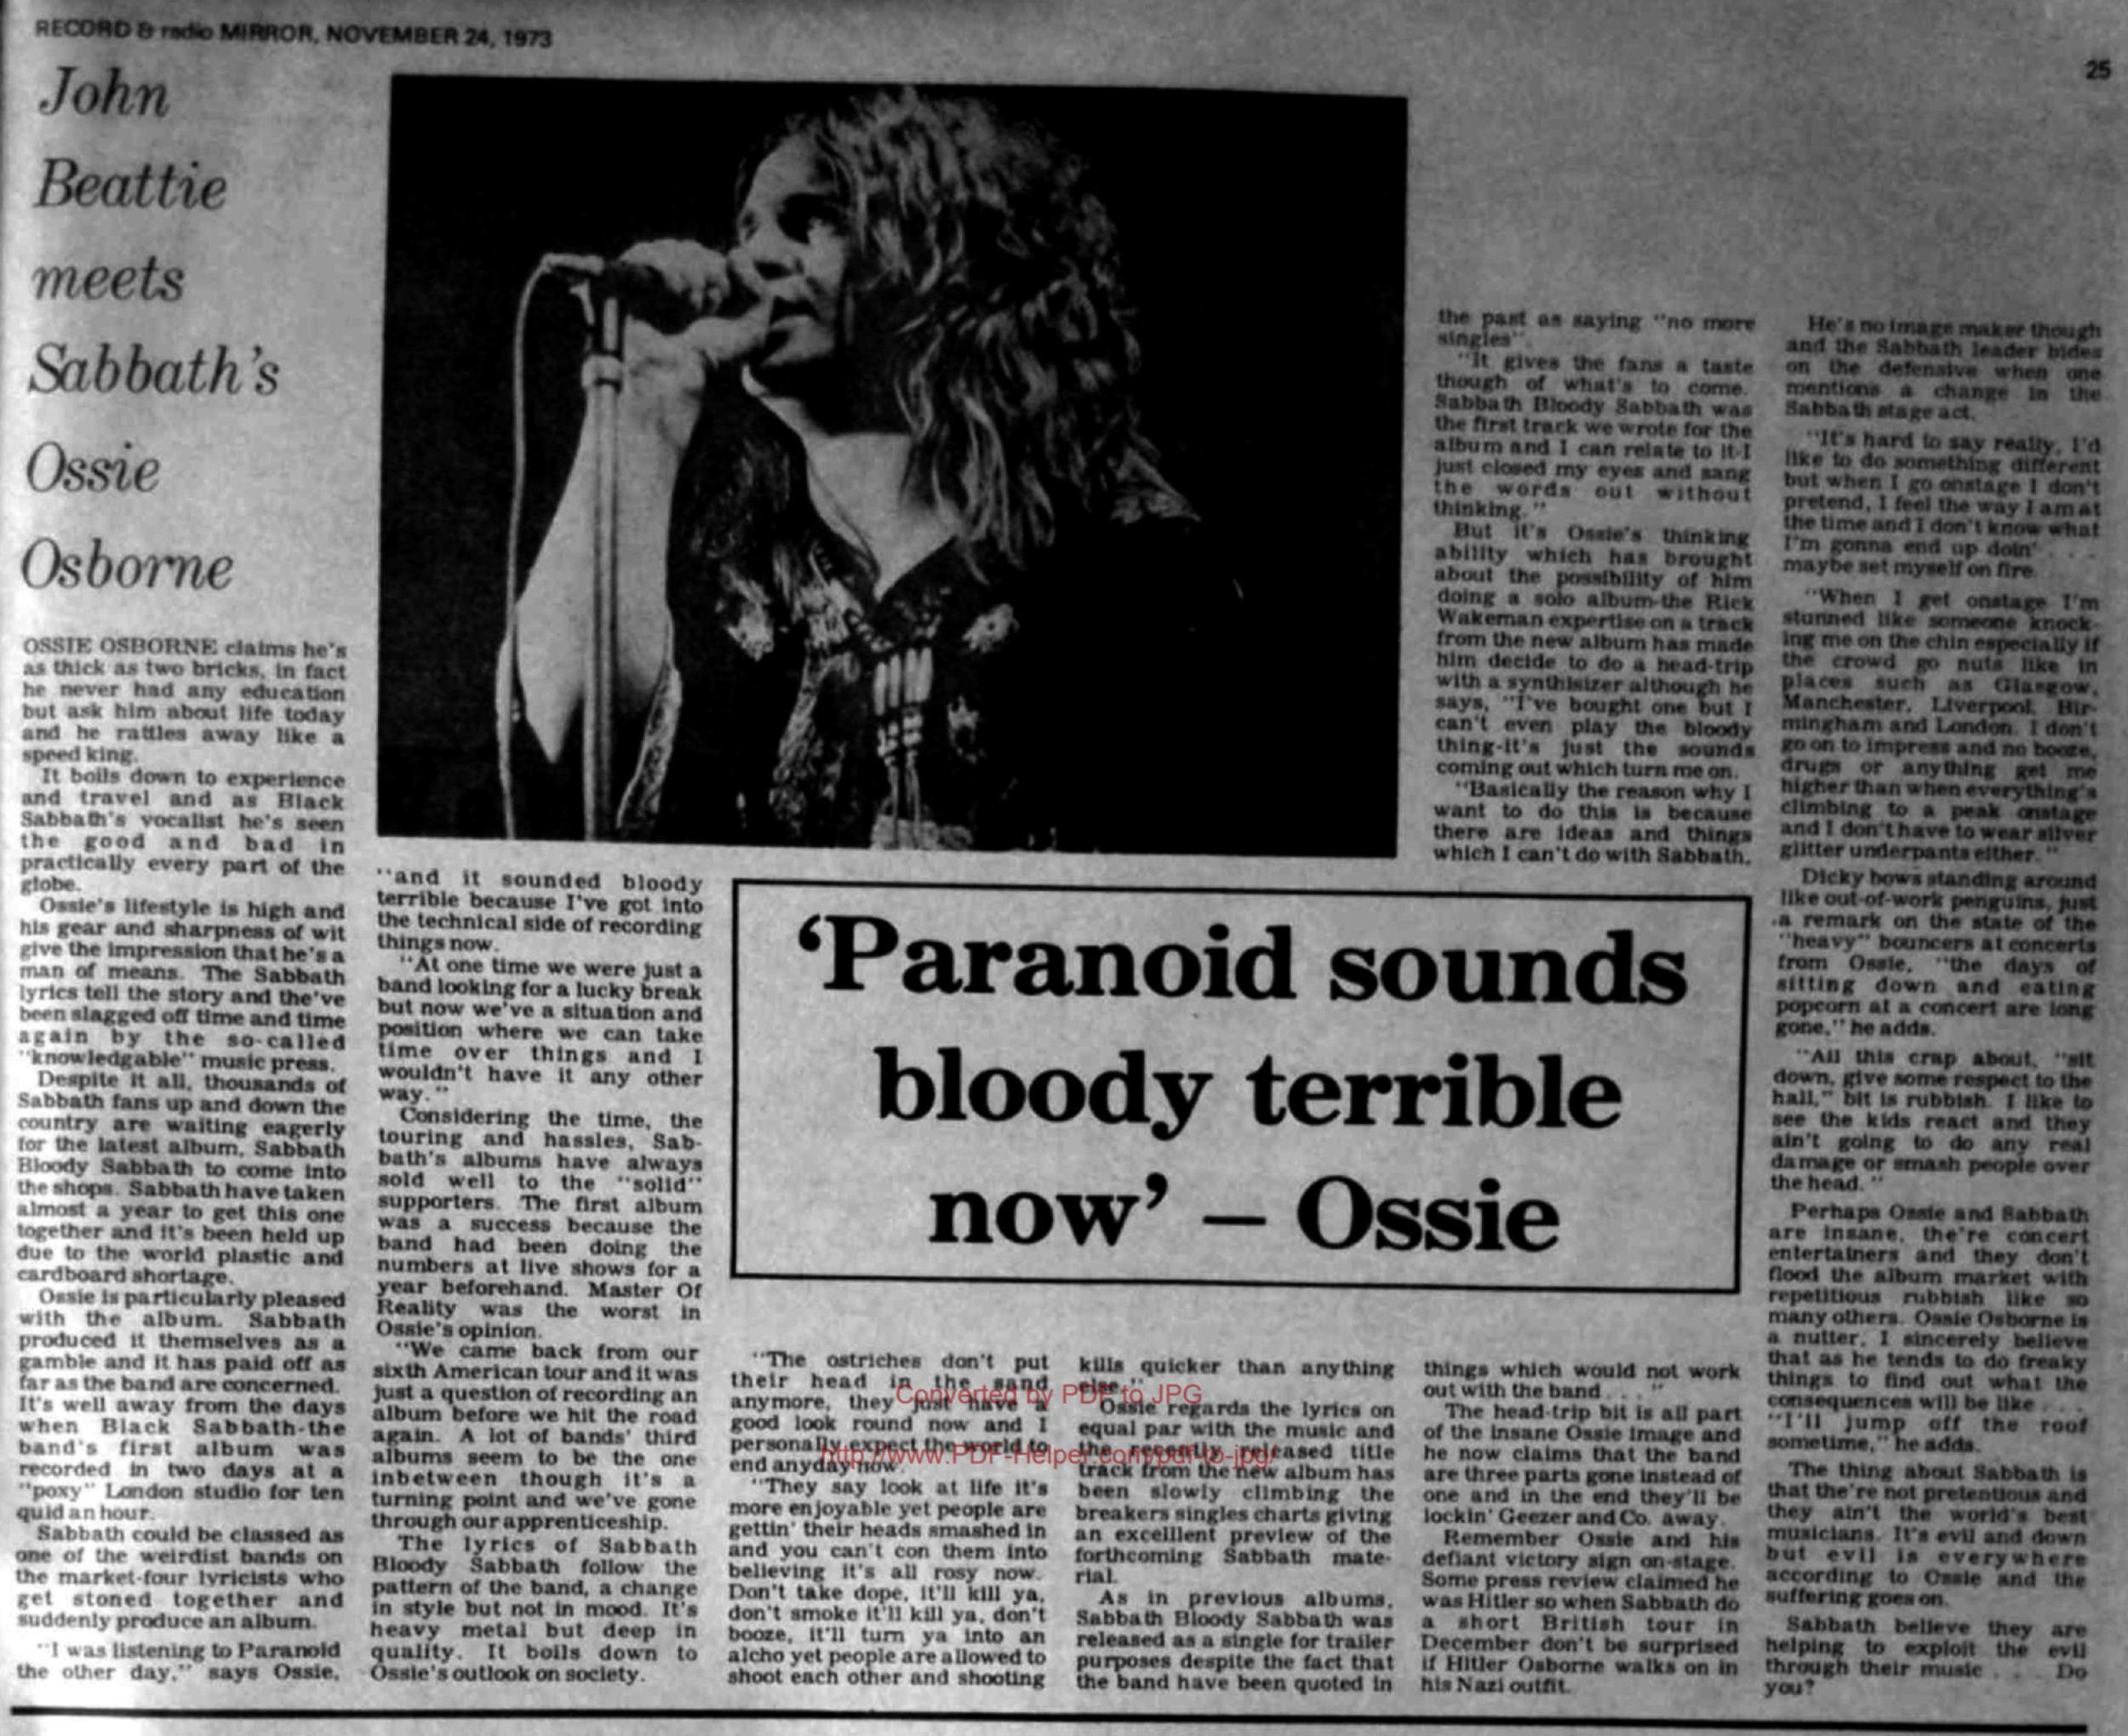 RECORD & radio MIRROR, NOVEMBER 24, 1973
25
John
Beattie
meets
Sabbath's
Ossie
Osborne
OSSIE OSBORNE claims he's
as thick as two bricks, in fact
he never had any education
but ask him about life today
and he rattles away like a
speed king.
It boils down to experience
and travel and as Black
Sabbath's vocalist he's seen
the good and bad in
practically every part of the
globe.
Ossie's lifestyle is high and
his gear and sharpness of wit
give the impression that he's a
man of means. The Sabbath
lyrics tell the story and the've
been slagged off time and time
again by the so-called
"knowledgable" music press.
Despite it all, thousands of
Sabbath fans up and down the
country are waiting eagerly
for the latest album, Sabbath
Bloody Sabbath to come into
the shops. Sabbath have taken
almost a year to get this one
together and it's been held up
due to the world plastic and
cardboard shortage.
Ossie is particularly pleased
with the album. Sabbath
produced it themselves as a
gamble and it has paid off as
far as the band are concerned.
It's well away from the days
when Black Sabbath-the
band's first album was
recorded in two days at a
"poxy" London studio for ten
quid an hour.
Sabbath could be classed as
one of the weirdist bands on
the market-four lyricists who
get stoned together and
suddenly produce an album.
"I was listening to Paranoid
the other day," says Ossie,
"and it sounded bloody
terrible because I've got into
the technical side of recording
things now.
"At one time we were just a
band looking for a lucky break
but now we've a situation and
position where we can take
time over things and I
wouldn't have it any other
way."
Considering the time, the
touring and hassles, Sab-
bath's albums have always
sold well to the "solid"
supporters. The first album
was a success because the
band had been doing the
numbers at live shows for a
year beforehand. Master Of
Reality was the worst in
Ossie's opinion.
"We came back from our
sixth American tour and it was
just a question of recording an
album before we hit the road
again. A lot of bands' third
albums seem to be the one
inbetween though it's a
turning point and we've gone
through our apprenticeship.
The lyrics of Sabbath
Bloody Sabbath follow the
pattern of the band, a change
in style but not in mood. It's
heavy metal but deep in
quality. It boils down to
Ossie's outlook on society.
'Paranoid sounds
bloody terrible
now' – Ossie
"The ostriches don't put
their head in the sand
anymore, they just have a
good look round now and I
personally expect the world to
end anyday now.
"They say look at life it's
more enjoyable yet people are
gettin' their heads smashed in
and you can't con them into
believing it's all rosy now.
Don't take dope, it'll kill ya,
don't smoke it'll kill ya, don't
booze, it'll turn ya into an
alcho yet people are allowed to
shoot each other and shooting
kills quicker than anything
else."
Ossie regards the lyrics on
equal par with the music and
the recently released title
track from the new album has
been slowly climbing the
breakers singles charts giving
an excelllent preview of the
forthcoming Sabbath mate-
rial.
As in previous albums,
Sabbath Bloody Sabbath was
released as a single for trailer
purposes despite the fact that
the band have been quoted in
the past as saying "no more
singles".
"It gives the fans a taste
though of what's to come.
Sabbath Bloody Sabbath was
the first track we wrote for the
album and I can relate to it-I
just closed my eyes and sang
the words out without
thinking."
But it's Ossie's thinking
ability which has brought
about the possibility of him
doing a solo album-the Rick
Wakeman expertise on a track
from the new album has made
him decide to do a head-trip
with a synthisizer although he
says, "I've bought one but I
can't even play the bloody
thing-it's just the sounds
coming out which turn me on.
"Basically the reason why I
want to do this is because
there are ideas and things
which I can't do with Sabbath,
things which would not work
out with the band . . . "
The head-trip bit is all part
of the insane Ossie image and
he now claims that the band
are three parts gone instead of
one and in the end they'll be
lockin' Geezer and Co. away.
Remember Ossie and his
defiant victory sign on-stage.
Some press review claimed he
was Hitler so when Sabbath do
a short British tour in
December don't be surprised
if Hitler Osborne walks on in
his Nazi outfit.
He's no image maker though
and the Sabbath leader bides
on the defensive when one
mentions a change in the
Sabbath stage act.
"It's hard to say really, I'd
like to do something different
but when I go onstage I don't
pretend, I feel the way I am at
the time and I don't know what
I'm gonna end up doin' . . .
maybe set myself on fire.
"When I get onstage I'm
stunned like someone knock-
ing me on the chin especially if
the crowd go nuts like in
places such as Glasgow,
Manchester, Liverpool, Bir-
mingham and London. I don't
go on to impress and no booze,
drugs or anything get me
higher than when everything's
climbing to a peak onstage
and I don't have to wear silver
glitter underpants either."
Dicky bows standing around
like out-of-work penguins, just
a remark on the state of the
"heavy" bouncers at concerts
from Ossie, "the days of
sitting down and eating
popcorn at a concert are long
gone," he adds.
"All this crap about, "sit
down, give some respect to the
hall," bit is rubbish. I like to
see the kids react and they
ain't going to do any real
damage or smash people over
the head."
Perhaps Ossie and Sabbath
are insane, the're concert
entertainers and they don't
flood the album market with
repetitious rubbish like so
many others. Ossie Osborne is
a nutter, I sincerely believe
that as he tends to do freaky
things to find out what the
consequences will be like . . .
"I'll jump off the roof
sometime," he adds.
The thing about Sabbath is
that the're not pretentious and
they ain't the world's best
musicians. It's evil and down
but evil is everywhere
according to Ossie and the
suffering goes on.
Sabbath believe they are
helping to exploit the evil
through their music . . . Do
you?
Converted by PDF to JPG
http://www.PDF-Helper.com/pdf-to-jpg/